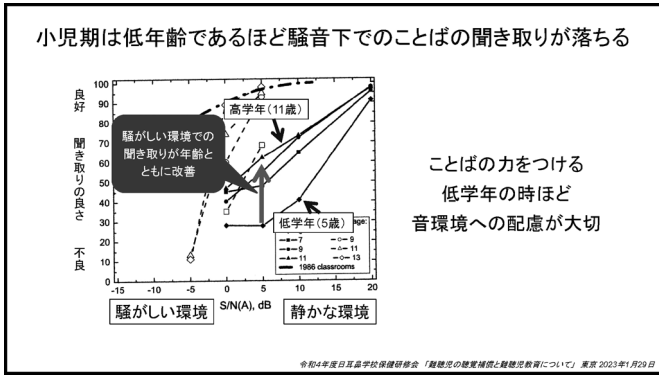 小児期は低年齢であるほど騒音下でのことばの聞き取りが落ちる
良好
聞き取りの良さ
不良
100
90
80
70
60
50
40
30
20
10
0
高学年(11歳)
騒がしい環境での
聞き取りが年齢と
ともに改善
低学年(5歳)
age:
7
9
11
9
11
13
1986 classrooms
-15
-10
-5
0
5
10
15
20
騒がしい環境
S/N(A), dB
静かな環境
ことばの力をつける
低学年の時ほど
音環境への配慮が大切
令和4年度日耳鼻学校保健研修会 「難聴児の聴覚補償と難聴児教育について」 東京 2023年1月29日